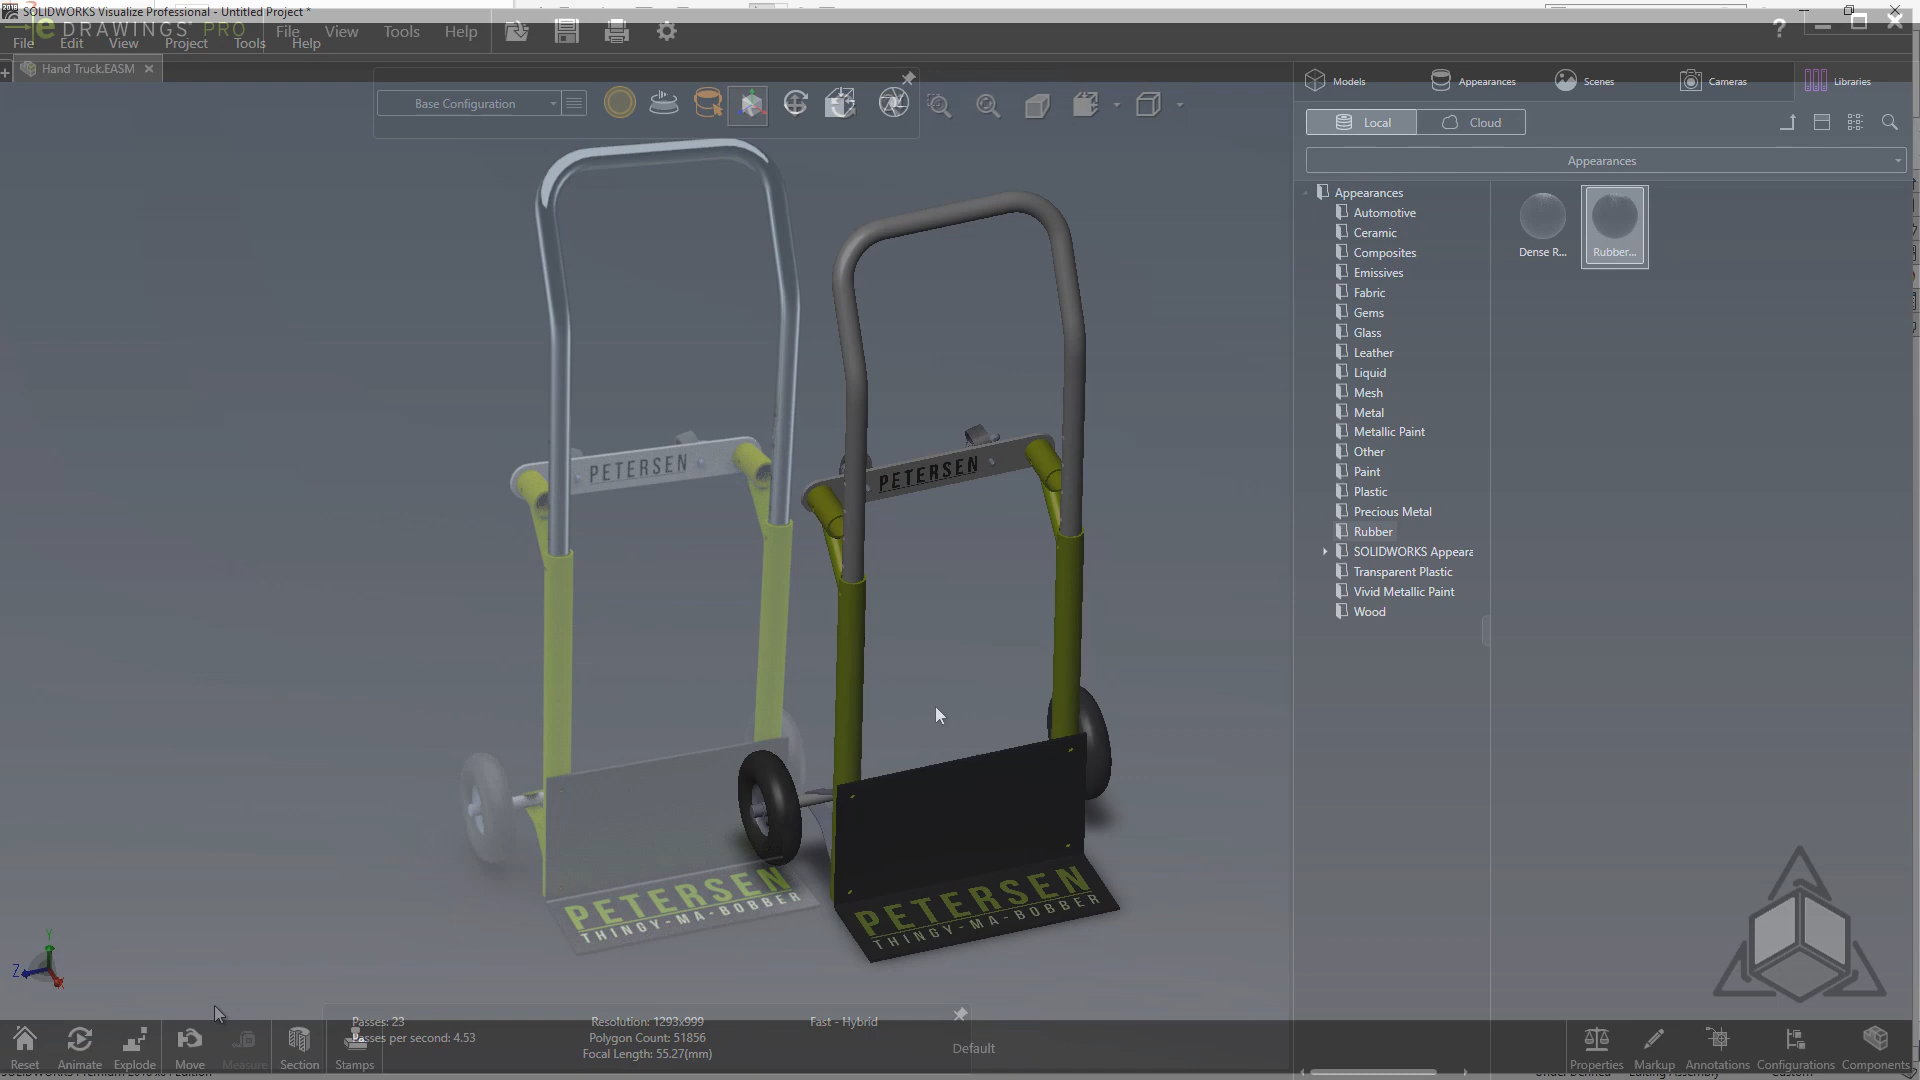 SOLIDWORKS Visualize Professional - Untitled Project *
e DRAWINGS PRO
File View Tools Help
File Edit View Project Tools Help
Hand Truck.EASM
Base Configuration
Models Appearances Scenes Cameras Libraries
Local Cloud
Appearances
Appearances
Automotive
Ceramic
Composites
Emissives
Fabric
Gems
Glass
Leather
Liquid
Mesh
Metal
Metallic Paint
Other
Paint
Plastic
Precious Metal
Rubber
SOLIDWORKS Appeara
Transparent Plastic
Vivid Metallic Paint
Wood
Dense R...
Rubber...
PETERSEN
PETERSEN
PETERSEN
THINGY-MA-BOBBER
PETERSEN
THINGY-MA-BOBBER
Y
Z
Passes: 23
Passes per second: 4.53
Resolution: 1293x999
Polygon Count: 51856
Focal Length: 55.27(mm)
Fast - Hybrid
Default
Reset Animate Explode Move Measure Section Stamps
Properties Markup Annotations Configurations Components